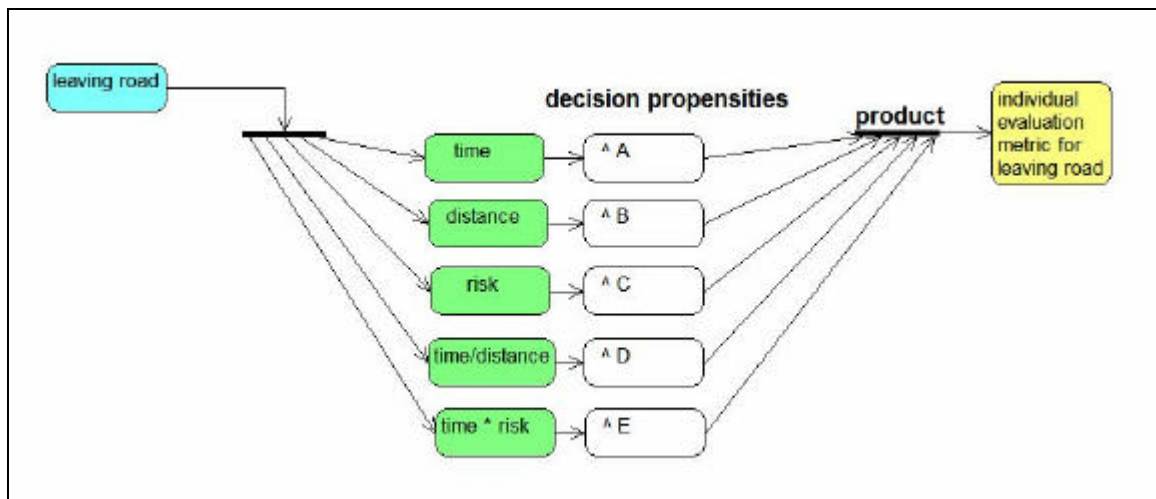 leaving road
decision propensities
product
individual
evaluation
metric for
leaving road
time
^ A
distance
^ B
risk
^ C
time/distance
^ D
time * risk
^ E